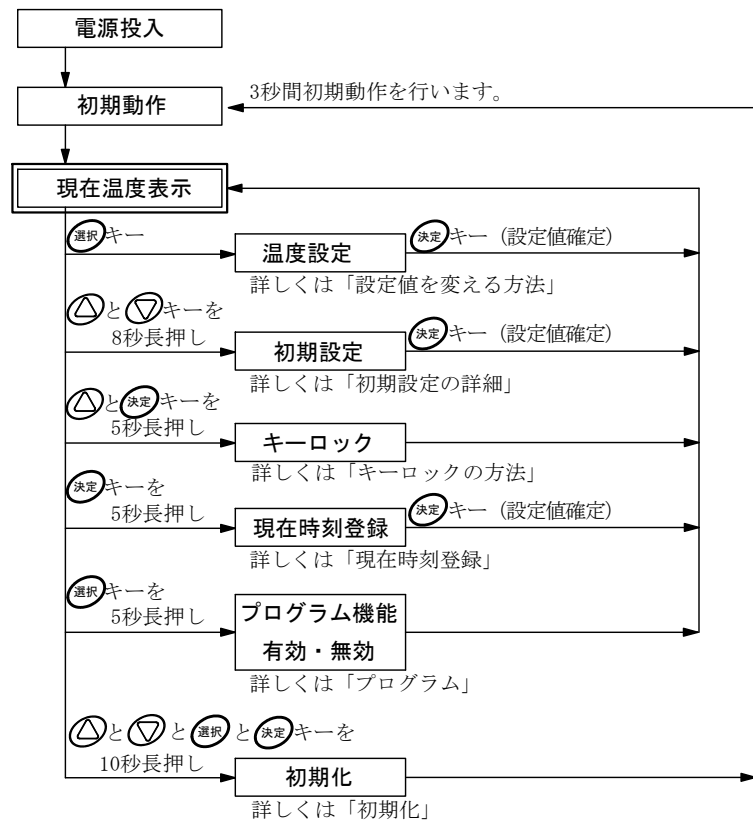 電源投入
初期動作
3秒間初期動作を行います。
現在温度表示
選択キー
温度設定
決定キー（設定値確定）
詳しくは「設定値を変える方法」
△と▽キーを
8秒長押し
初期設定
決定キー（設定値確定）
詳しくは「初期設定の詳細」
△と決定キーを
5秒長押し
キーロック
詳しくは「キーロックの方法」
決定キーを
5秒長押し
現在時刻登録
決定キー（設定値確定）
詳しくは「現在時刻登録」
選択キーを
5秒長押し
プログラム機能
有効・無効
詳しくは「プログラム」
△と▽と選択と決定キーを
10秒長押し
初期化
詳しくは「初期化」